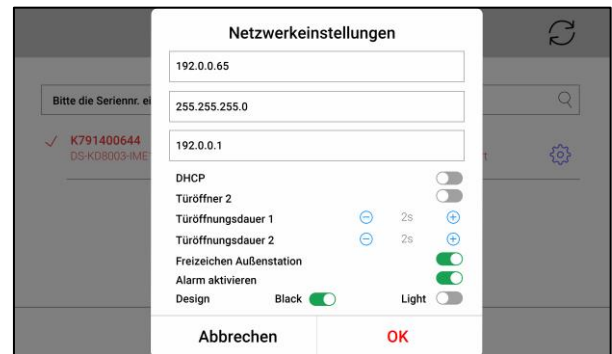 Netzwerkeinstellungen
192.0.0.65
255.255.255.0
192.0.0.1
DHCP
Türöffner 2
Türöffnungsdauer 1 2s
Türöffnungsdauer 2 2s
Freizeichen Außenstation
Alarm aktivieren
Design Black Light
Abbrechen OK
Bitte die Seriennr. ei
K791400644
DS-KD8003-IME